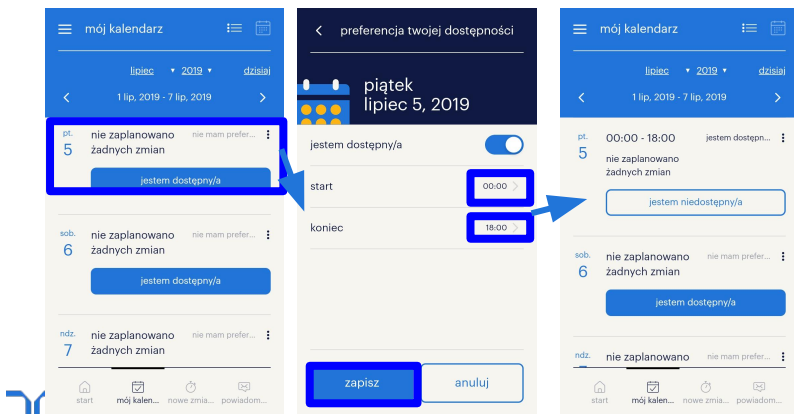 mój kalendarz
lipiec ▾ 2019 ▾ dzisiaj
1 lip, 2019 - 7 lip, 2019
pt.
5
nie zaplanowano żadnych zmian
nie mam prefer...
jestem dostępny/a
sob.
6
nie zaplanowano żadnych zmian
nie mam prefer...
jestem dostępny/a
ndz.
7
nie zaplanowano żadnych zmian
nie mam prefer...
start mój kalen... nowe zmia... powiadom...
preferencja twojej dostępności
piątek
lipiec 5, 2019
jestem dostępny/a
start 00:00
koniec 18:00
zapisz anuluj
mój kalendarz
lipiec ▾ 2019 ▾ dzisiaj
1 lip, 2019 - 7 lip, 2019
pt.
5
00:00 - 18:00 jestem dostępn...
nie zaplanowano
żadnych zmian
jestem niedostępny/a
sob.
6
nie zaplanowano żadnych zmian
nie mam prefer...
jestem dostępny/a
ndz.
nie zaplanowano nie mam prefer...
start mój kalen... nowe zmia... powiadom...